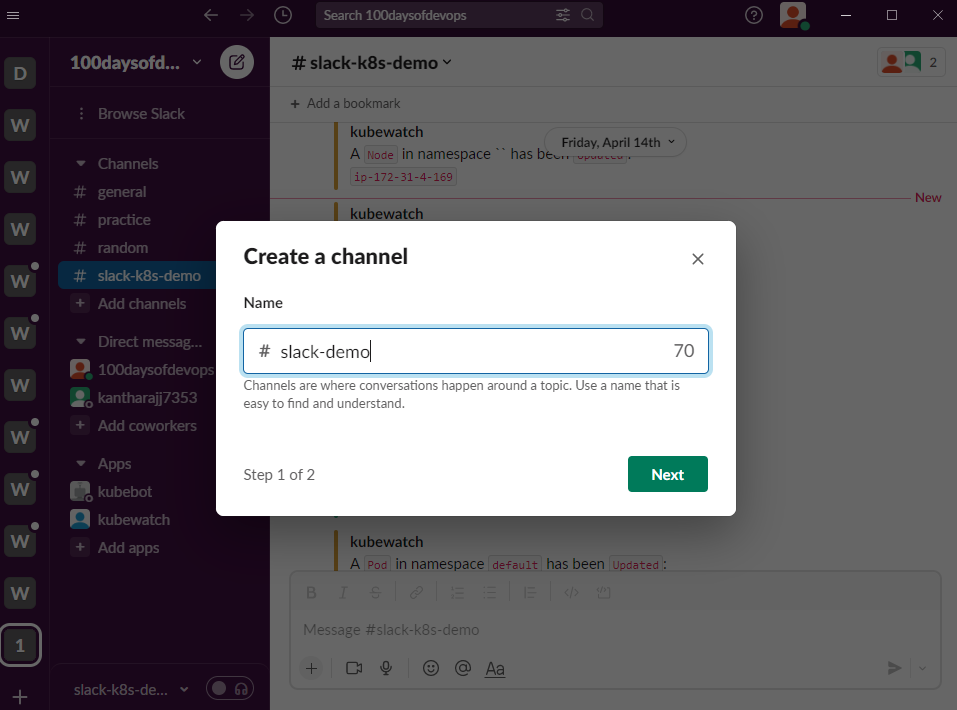 Search 100daysofdevops
D
W
W
W
W
W
W
W
W
W
W
1
100daysofd...
Browse Slack
Channels
# general
# practice
# random
# slack-k8s-demo
+ Add channels
Direct messag...
100daysofdevops
kantharajj7353
+ Add coworkers
Apps
kubebot
kubewatch
+ Add apps
slack-k8s-de...
# slack-k8s-demo
2
+ Add a bookmark
kubewatch
Friday, April 14th
A Node in namespace `` has been Updated:
ip-172-31-4-169
New
kubewatch
Create a channel
Name
# slack-demo 70
Channels are where conversations happen around a topic. Use a name that is
easy to find and understand.
Step 1 of 2
Next
kubewatch
A Pod in namespace default has been Updated:
B I S
Message #slack-k8s-demo
+ @ Aa